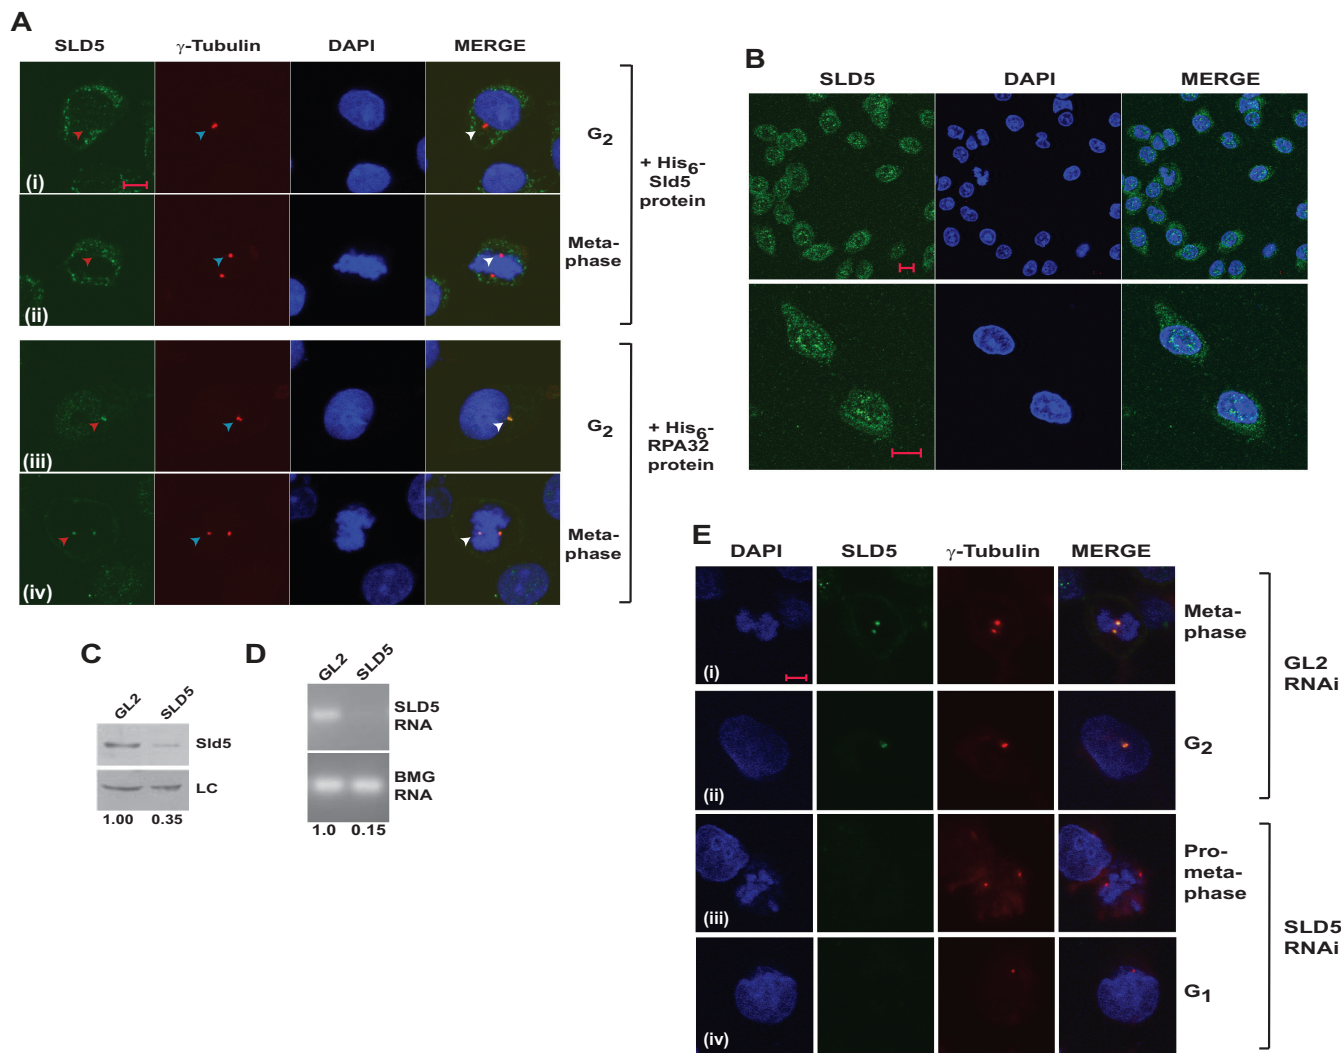 A
SLD5 γ-Tubulin DAPI MERGE
(i)
G2
(ii)
Meta-
phase
+ His6-
Sld5
protein
(iii)
G2
(iv)
Meta-
phase
+ His6-
RPA32
protein
B
SLD5 DAPI MERGE
C
GL2 SLD5
Sld5
LC
1.00 0.35
D
GL2 SLD5
SLD5
RNA
BMG
RNA
1.0 0.15
E
DAPI SLD5 γ-Tubulin MERGE
(i)
Meta-
phase
(ii)
G2
GL2
RNAi
(iii)
Pro-
meta-
phase
(iv)
G1
SLD5
RNAi